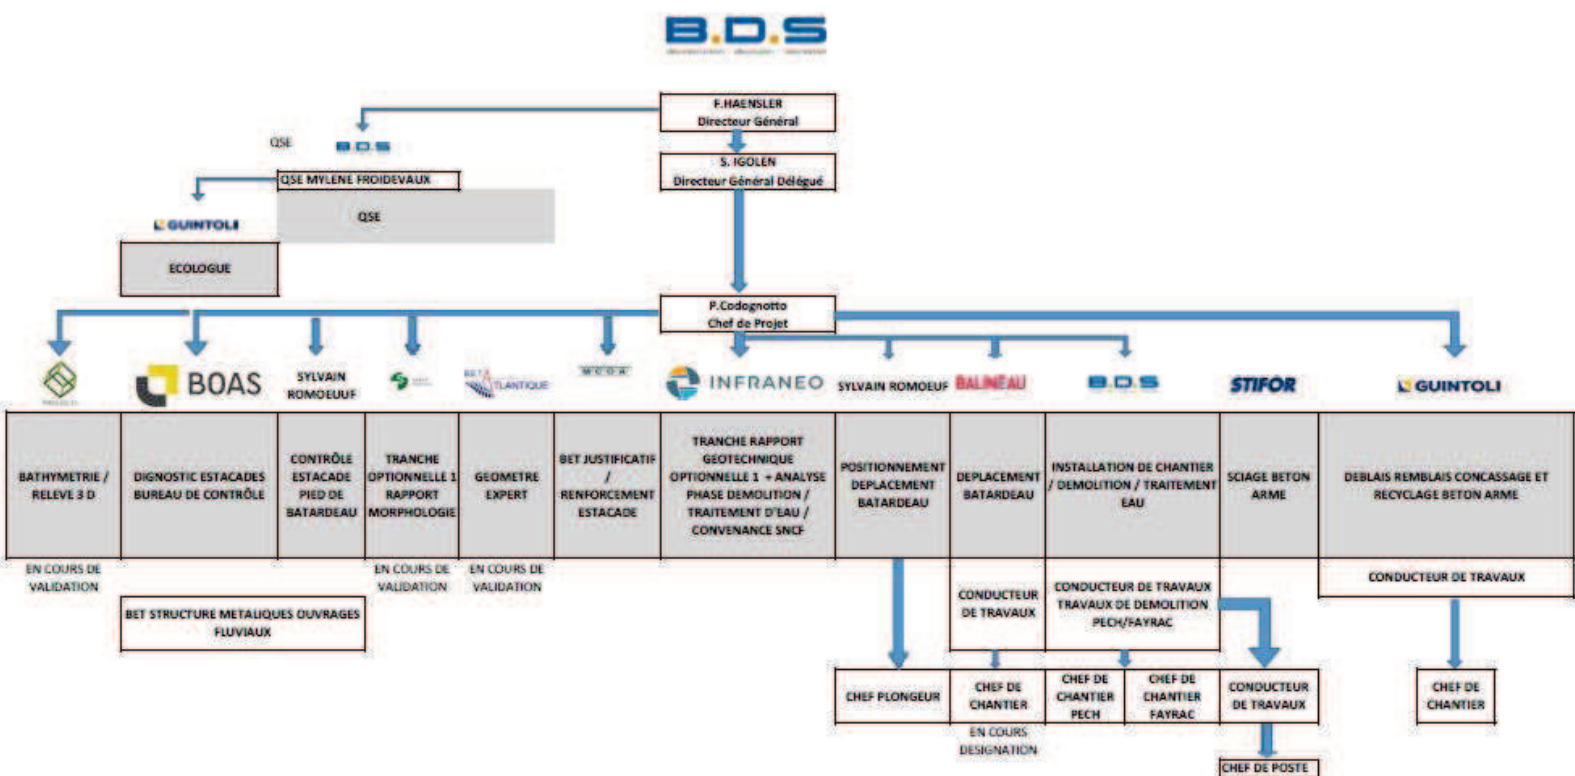 B.D.S
F.HAENSLER
Directeur Général
QSE
B.D.S
S. IGOLEN
Directeur Général Délégué
QSE MYLENE FROIDEVAUX
QSE
GUINTOLI
ECOLOGUE
P.Codognotto
Chef de Projet
BOAS
SYLVAIN
ROMOEUUF
TLANTIQUE
INFRANEO
SYLVAIN ROMOEUF
BALINEAU
B.D.S
STIFOR
GUINTOLI
BATHYMETRIE /
RELEVE 3 D
DIGNOSTIC ESTACADES
BUREAU DE CONTRÔLE
CONTRÔLE
ESTACADE
PIED DE
BATARDEAU
TRANCHE
OPTIONNELLE 1
RAPPORT
MORPHOLOGIE
GEOMETRE
EXPERT
BET JUSTIFICATIF
/
RENFORCEMENT
ESTACADE
TRANCHE RAPPORT
GEOTECHNIQUE
OPTIONNELLE 1 + ANALYSE
PHASE DEMOLITION /
TRAITEMENT D'EAU /
CONVENANCE SNCF
POSITIONNEMENT
DEPLACEMENT
BATARDEAU
DEPLACEMENT
BATARDEAU
INSTALLATION DE CHANTIER
/ DEMOLITION / TRAITEMENT
EAU
SCIAGE BETON
ARME
DEBLAIS REMBLAIS CONCASSAGE ET
RECYCLAGE BETON ARME
EN COURS DE
VALIDATION
EN COURS DE
VALIDATION
EN COURS DE
VALIDATION
BET STRUCTURE METALIQUES OUVRAGES
FLUVIAUX
CONDUCTEUR
DE TRAVAUX
CONDUCTEUR DE TRAVAUX
TRAVAUX DE DEMOLITION
PECH/FAYRAC
CONDUCTEUR DE TRAVAUX
CHEF PLONGEUR
CHEF DE
CHANTIER
CHEF DE
CHANTIER
PECH
CHEF DE
CHANTIER
FAYRAC
CONDUCTEUR
DE TRAVAUX
CHEF DE
CHANTIER
EN COURS
DESIGNATION
CHEF DE POSTE